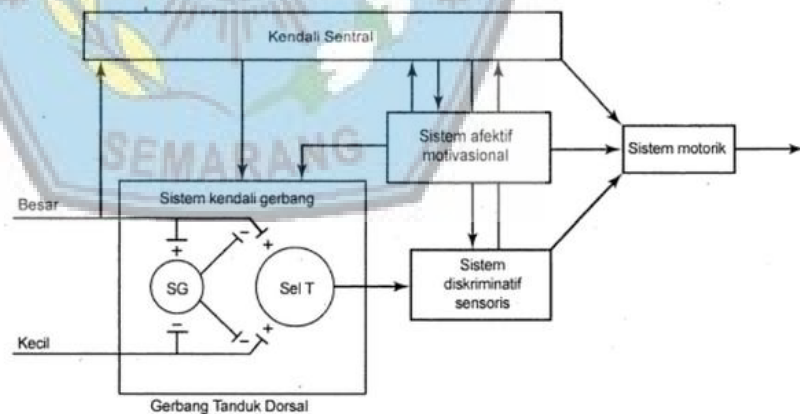 Kendali Sentral
SEMARANG
Sistem afektif
motivasional
Sistem motorik
Sistem kendali gerbang
Besar
+
-
+
SG
Sel T
Sistem
diskriminatif
sensoris
-
-
+
Kecil
Gerbang Tanduk Dorsal